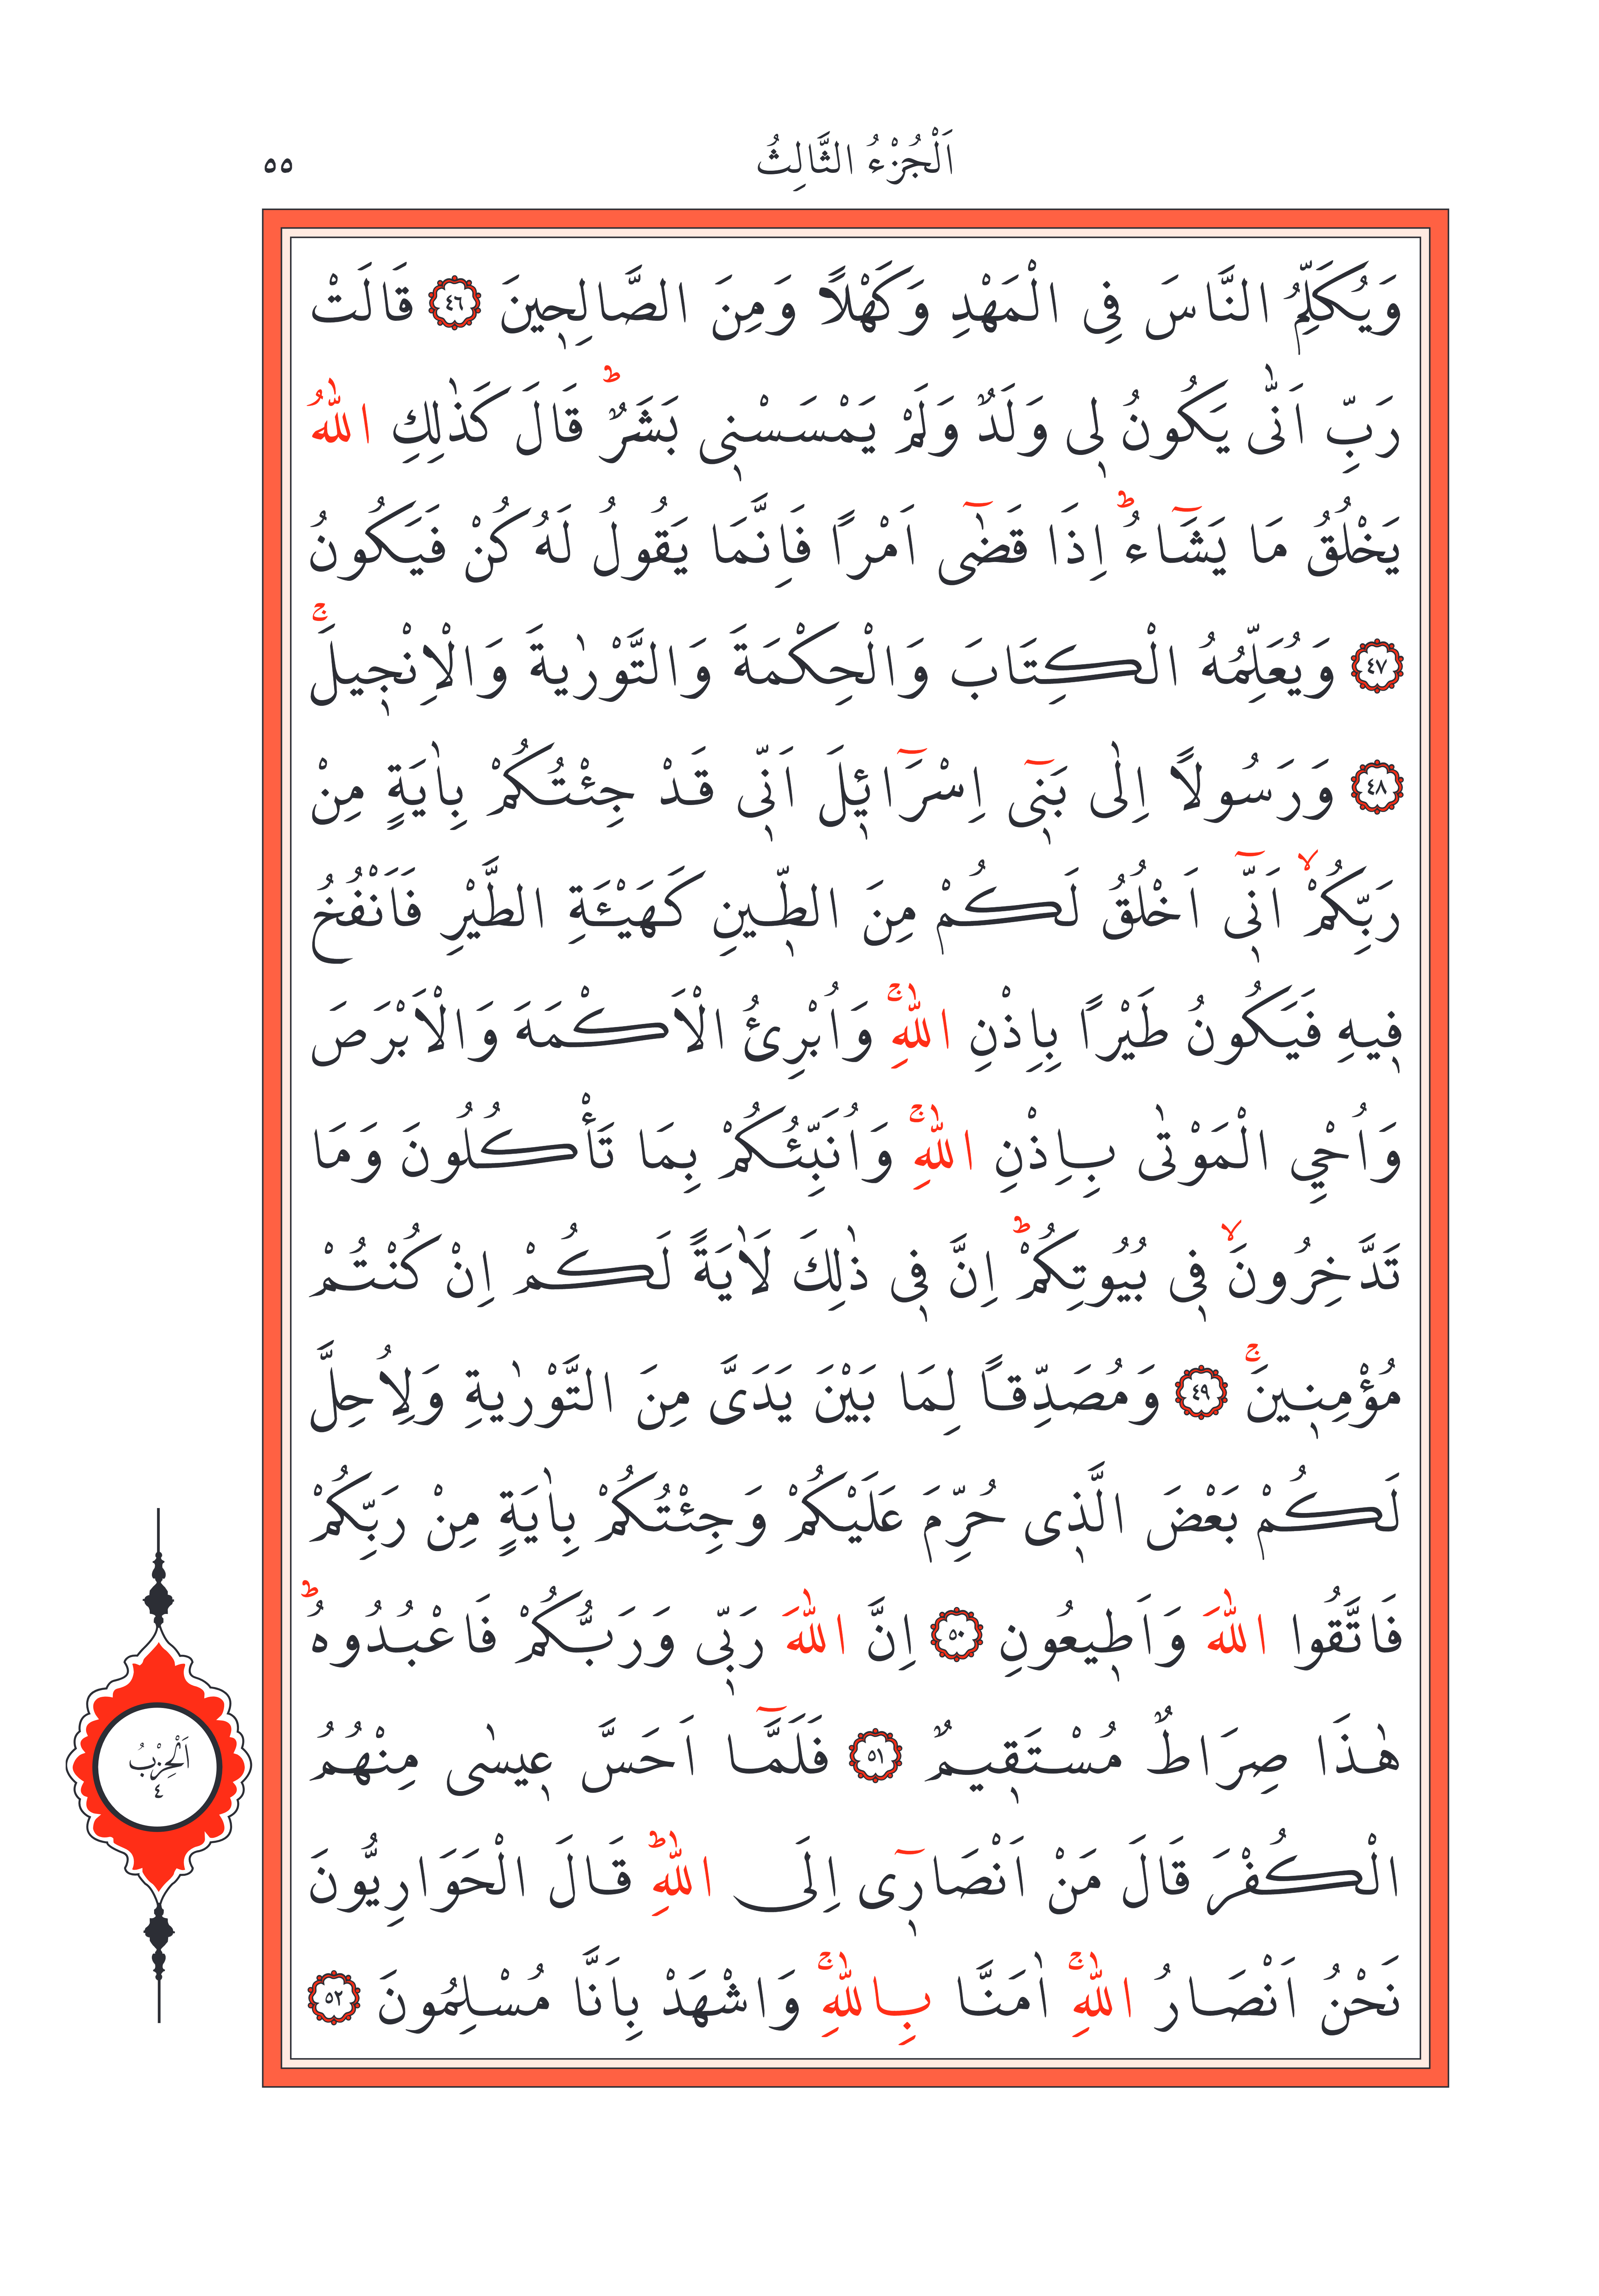 اَلْجُزْءُ الثَّالِثُ ٥٥
وَيُكَلِّمُ النَّاسَ فِى الْمَهْدِ وَكَهْلاً وَمِنَ الصَّالِحٖينَ ٤٦ قَالَتْ
رَبِّ اَنّٰى يَكُونُ لٖى وَلَدٌ وَلَمْ يَمْسَسْنٖى بَشَرٌؕ قَالَ كَذٰلِكِ اللّٰهُ
يَخْلُقُ مَا يَشَٓاءُؕ اِذَا قَضٰٓى اَمْراً فَاِنَّمَا يَقُولُ لَهُ كُنْ فَيَكُونُ
٤٧ وَيُعَلِّمُهُ الْكِتَابَ وَالْحِكْمَةَ وَالتَّوْرٰيةَ وَالْاِنْجٖيلَۚ
٤٨ وَرَسُولاً اِلٰى بَنٖٓى اِسْرَٓائٖلَ اَنّٖى قَدْ جِئْتُكُمْ بِاٰيَةٍ مِنْ
رَبِّكُمْۙ اَنّٖٓى اَخْلُقُ لَكُمْ مِنَ الطّٖينِ كَهَيْـَٔةِ الطَّيْرِ فَاَنْفُخُ
فٖيهِ فَيَكُونُ طَيْراً بِاِذْنِ اللّٰهِۚ وَاُبْرِئُ الْاَكْمَهَ وَالْاَبْرَصَ
وَاُحْيِ الْمَوْتٰى بِاِذْنِ اللّٰهِۚ وَاُنَبِّئُكُمْ بِمَا تَأْكُلُونَ وَمَا
تَدَّخِرُونَۙ فٖى بُيُوتِكُمْؕ اِنَّ فٖى ذٰلِكَ لَاٰيَةً لَكُمْ اِنْ كُنْتُمْ
مُؤْمِنٖينَۚ ٤٩ وَمُصَدِّقاً لِمَا بَيْنَ يَدَىَّ مِنَ التَّوْرٰيةِ وَلِاُحِلَّ
لَكُمْ بَعْضَ الَّذٖى حُرِّمَ عَلَيْكُمْ وَجِئْتُكُمْ بِاٰيَةٍ مِنْ رَبِّكُمْ
فَاتَّقُوا اللّٰهَ وَاَطٖيعُونِ ٥٠ اِنَّ اللّٰهَ رَبّٖى وَرَبُّكُمْ فَاعْبُدُوهُؕ
هٰذَا صِرَاطٌ مُسْتَقٖيمٌ ٥١ فَلَمَّٓا اَحَسَّ عٖيسٰى مِنْهُمُ
الْكُفْرَ قَالَ مَنْ اَنْصَارٖٓى اِلَى اللّٰهِؕ قَالَ الْحَوَارِيُّونَ
نَحْنُ اَنْصَارُ اللّٰهِۚ اٰمَنَّا بِاللّٰهِۚ وَاشْهَدْ بِاَنَّا مُسْلِمُونَ ٥٢
اَلْحِزْبُ
٤